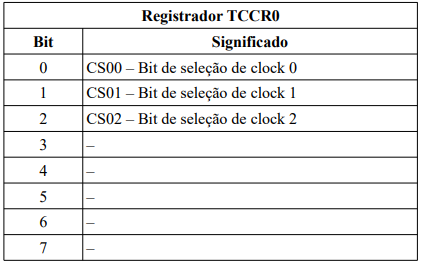 Registrador TCCR0
Bit Significado
0 CS00 – Bit de seleção de clock 0
1 CS01 – Bit de seleção de clock 1
2 CS02 – Bit de seleção de clock 2
3 –
4 –
5 –
6 –
7 –